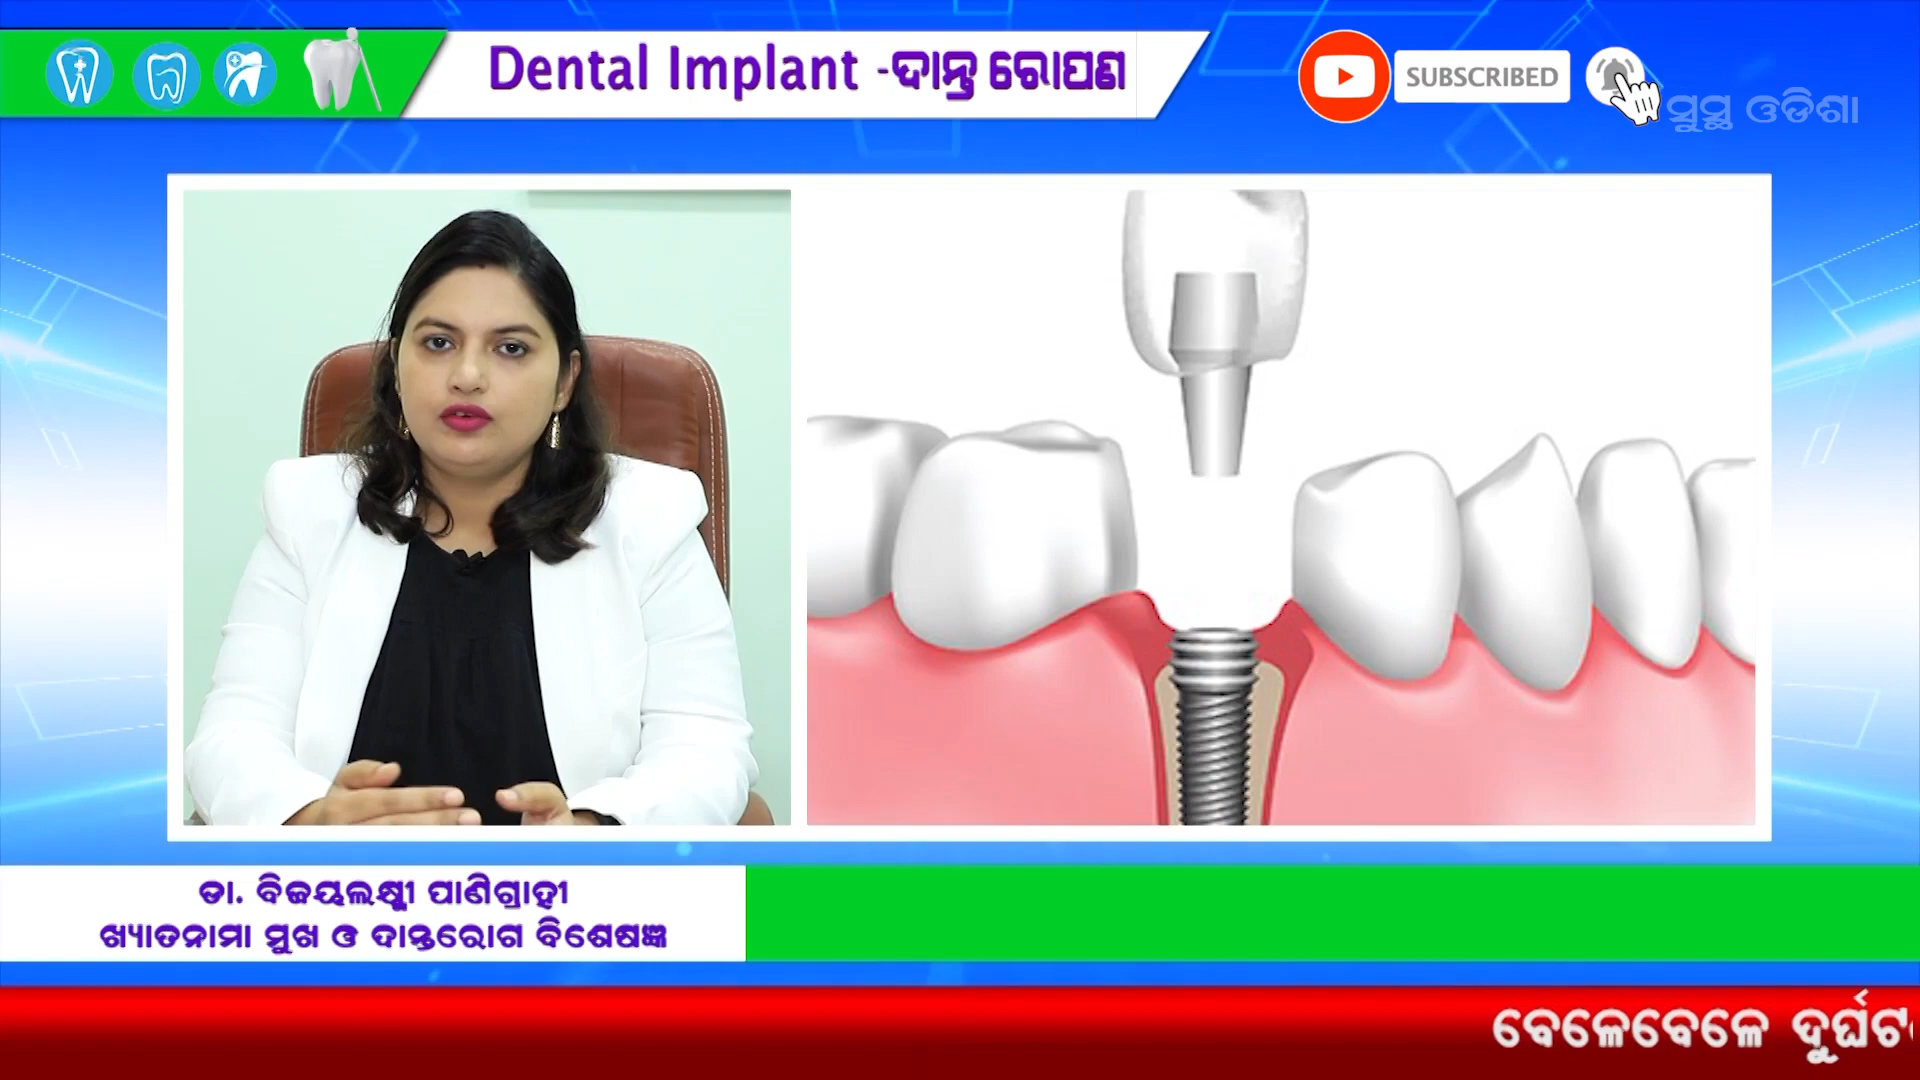 Dental Implant -ଦାନ୍ତ ରୋପଣ
SUBSCRIBED
ସୁସ୍ଥ ଓଡିଶା
ଡା. ବିଜୟଲକ୍ଷ୍ମୀ ପାଣିଗ୍ରାହୀ
ଖ୍ୟାତନାମା ମୁଖ ଓ ଦାନ୍ତରୋଗ ବିଶେଷଜ୍ଞ
ବେଳେବେଳେ